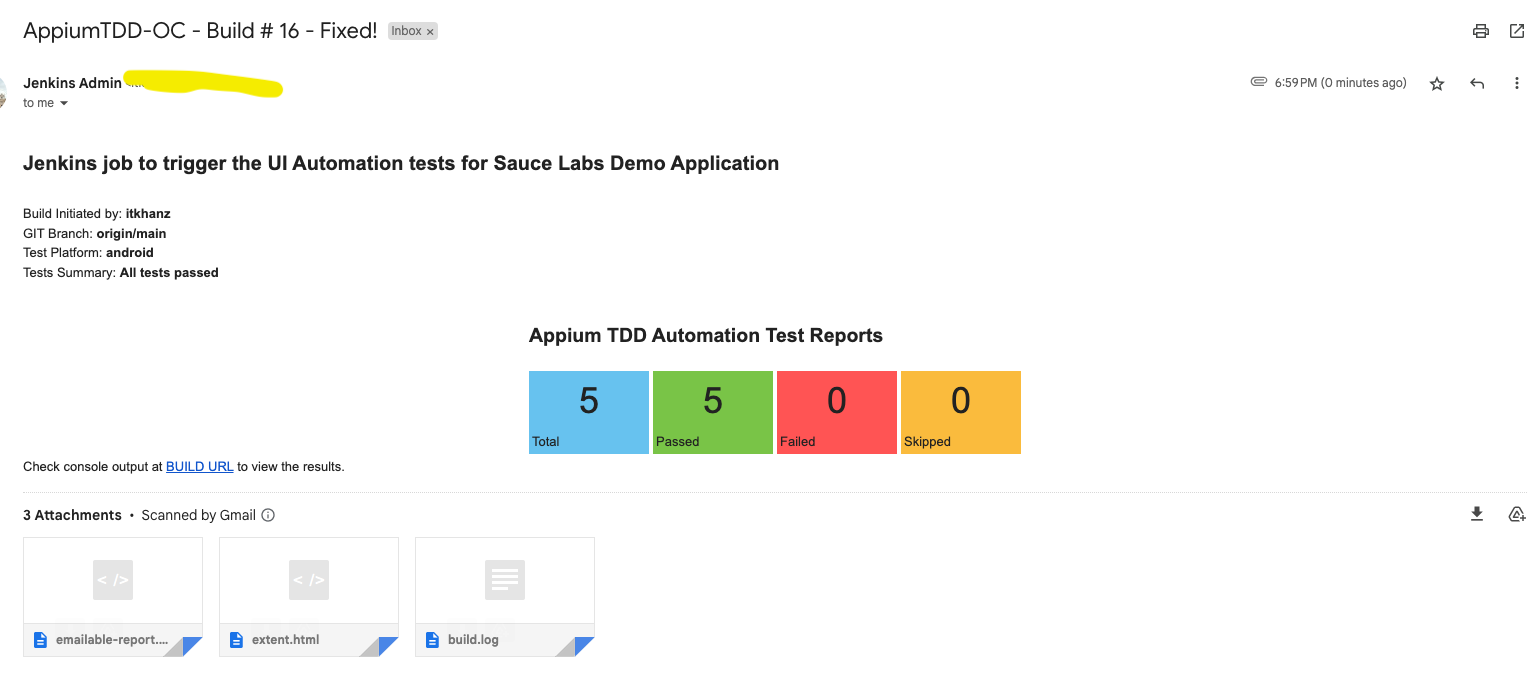 AppiumTDD-OC - Build # 16 - Fixed! Inbox ×
Jenkins Admin
6:59 PM (0 minutes ago)
to me
Jenkins job to trigger the UI Automation tests for Sauce Labs Demo Application
Build Initiated by: itkhanz
GIT Branch: origin/main
Test Platform: android
Tests Summary: All tests passed
Appium TDD Automation Test Reports
5 5 0 0
Total Passed Failed Skipped
Check console output at BUILD URL to view the results.
3 Attachments • Scanned by Gmail
< /> < />
emailable-report.... extent.html build.log